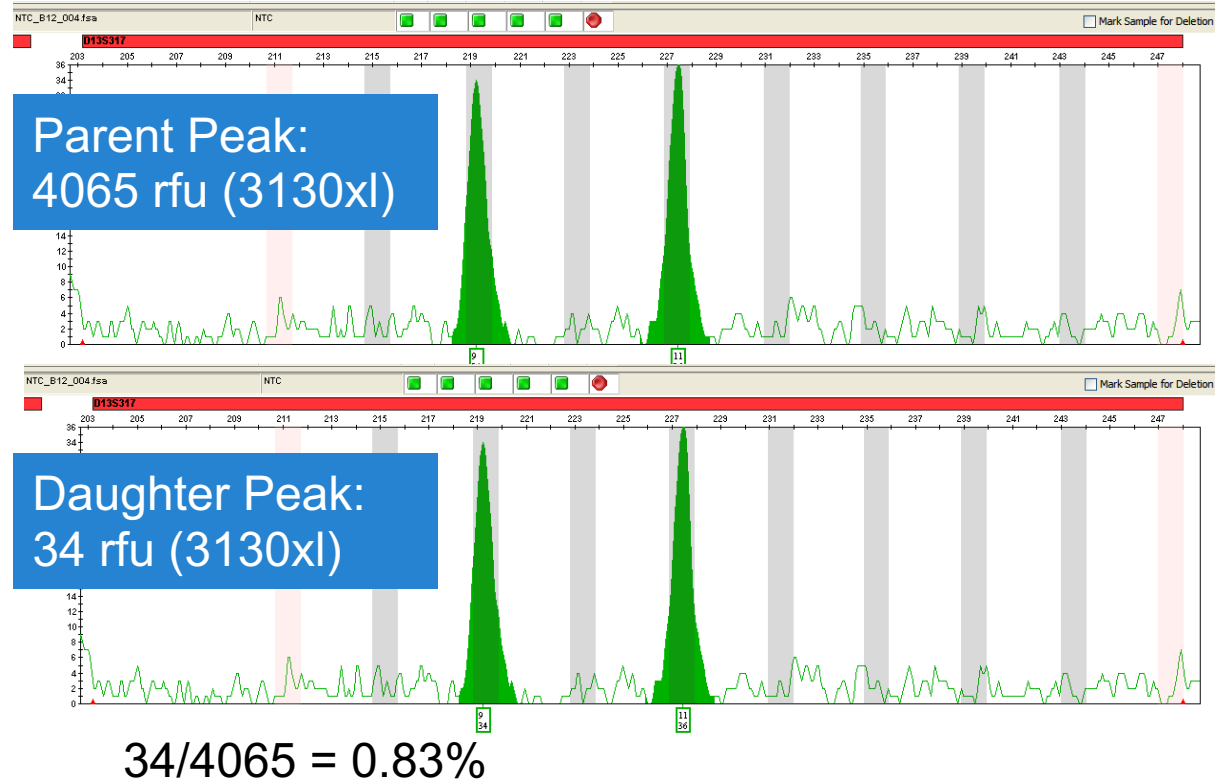 NTC_B12_004.fsa NTC Mark Sample for Deletion
D13S317
203 205 207 209 211 213 215 217 219 221 223 225 227 229 231 233 235 237 239 241 243 245 247
36
34
Parent Peak:
4065 rfu (3130xl)
14
12
10
8
6
4
2
0
9 11
NTC_B12_004.fsa NTC Mark Sample for Deletion
D13S317
203 205 207 209 211 213 215 217 219 221 223 225 227 229 231 233 235 237 239 241 243 245 247
36
34
Daughter Peak:
34 rfu (3130xl)
14
12
10
8
6
4
2
0
9 11
34 36
34/4065 = 0.83%